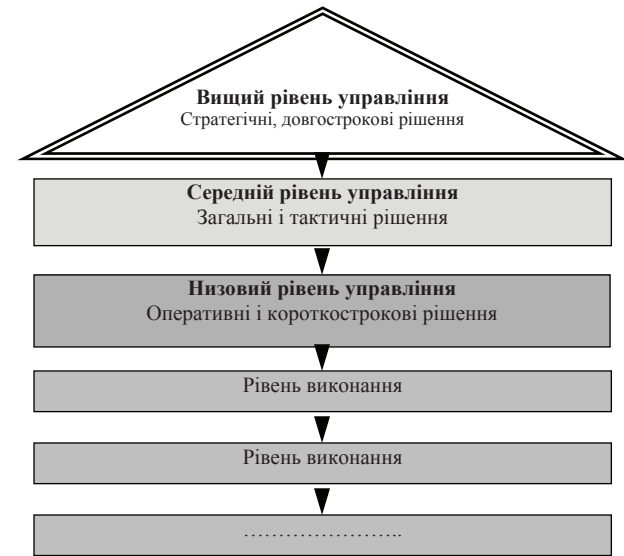 Вищий рівень управління
Стратегічні, довгострокові рішення
Середній рівень управління
Загальні і тактичні рішення
Низовий рівень управління
Оперативні і короткострокові рішення
Рівень виконання
Рівень виконання
…………………..